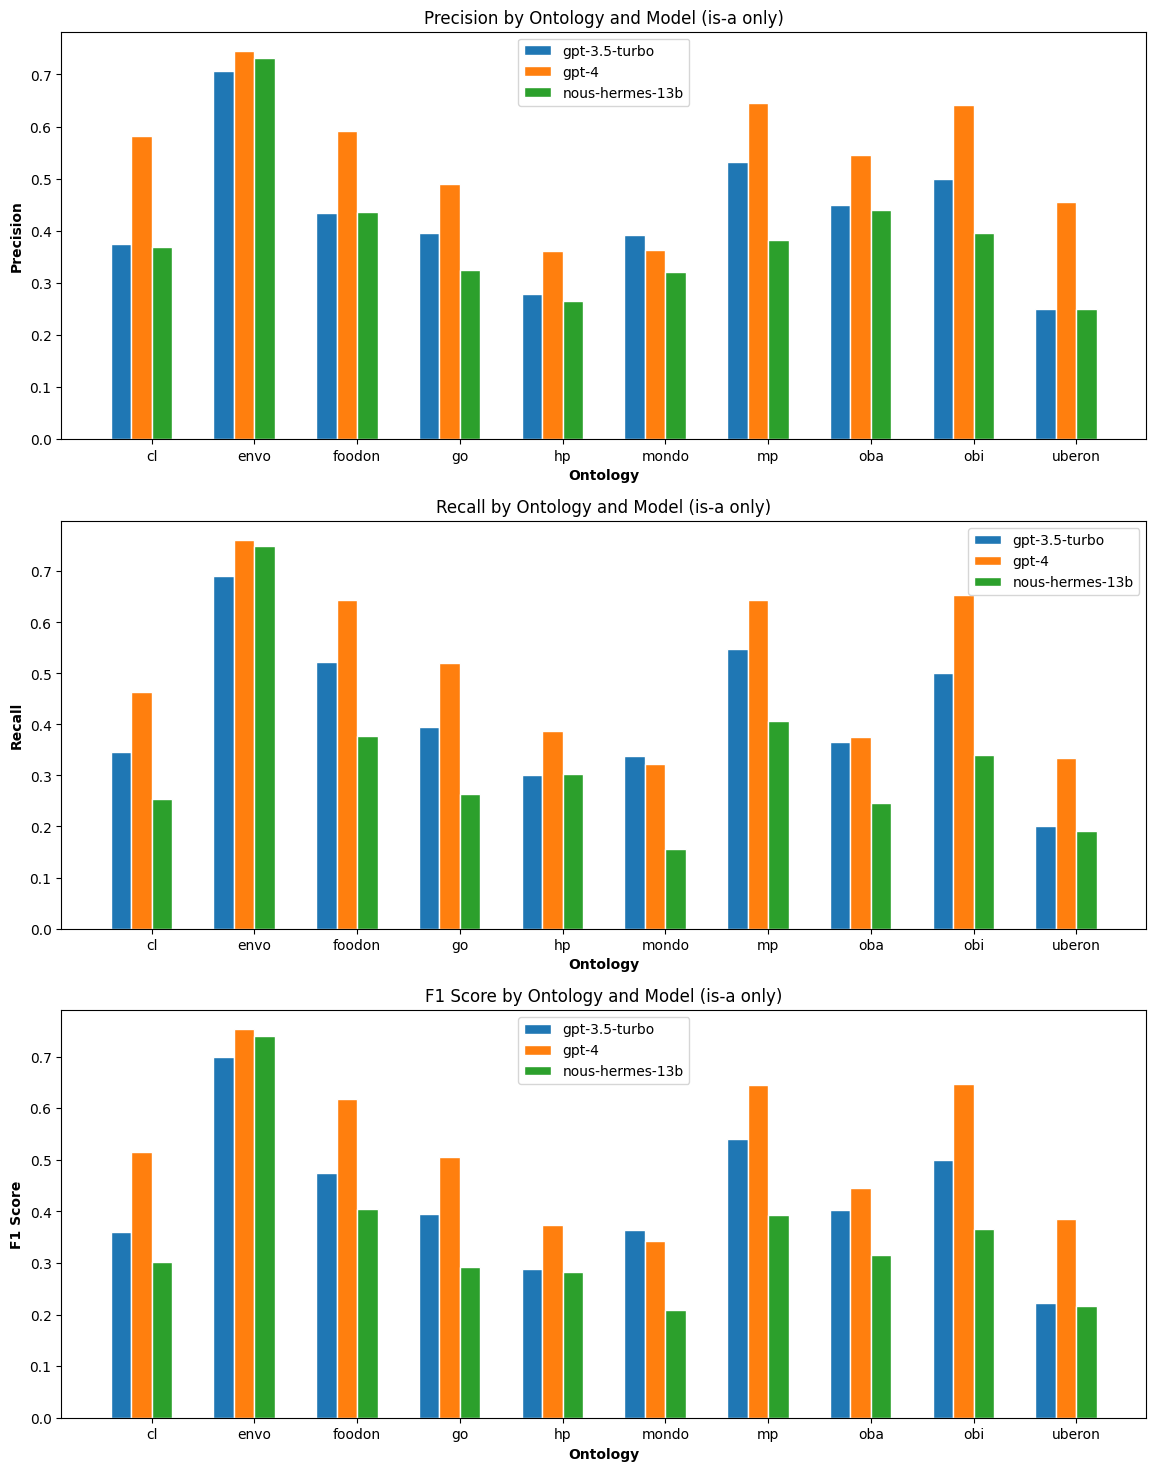 Precision by Ontology and Model (is-a only)
gpt-3.5-turbo
gpt-4
nous-hermes-13b
Precision
0.7
0.6
0.5
0.4
0.3
0.2
0.1
0.0
cl envo foodon go hp mondo mp oba obi uberon
Ontology
Recall by Ontology and Model (is-a only)
gpt-3.5-turbo
gpt-4
nous-hermes-13b
Recall
0.7
0.6
0.5
0.4
0.3
0.2
0.1
0.0
cl envo foodon go hp mondo mp oba obi uberon
Ontology
F1 Score by Ontology and Model (is-a only)
gpt-3.5-turbo
gpt-4
nous-hermes-13b
F1 Score
0.7
0.6
0.5
0.4
0.3
0.2
0.1
0.0
cl envo foodon go hp mondo mp oba obi uberon
Ontology